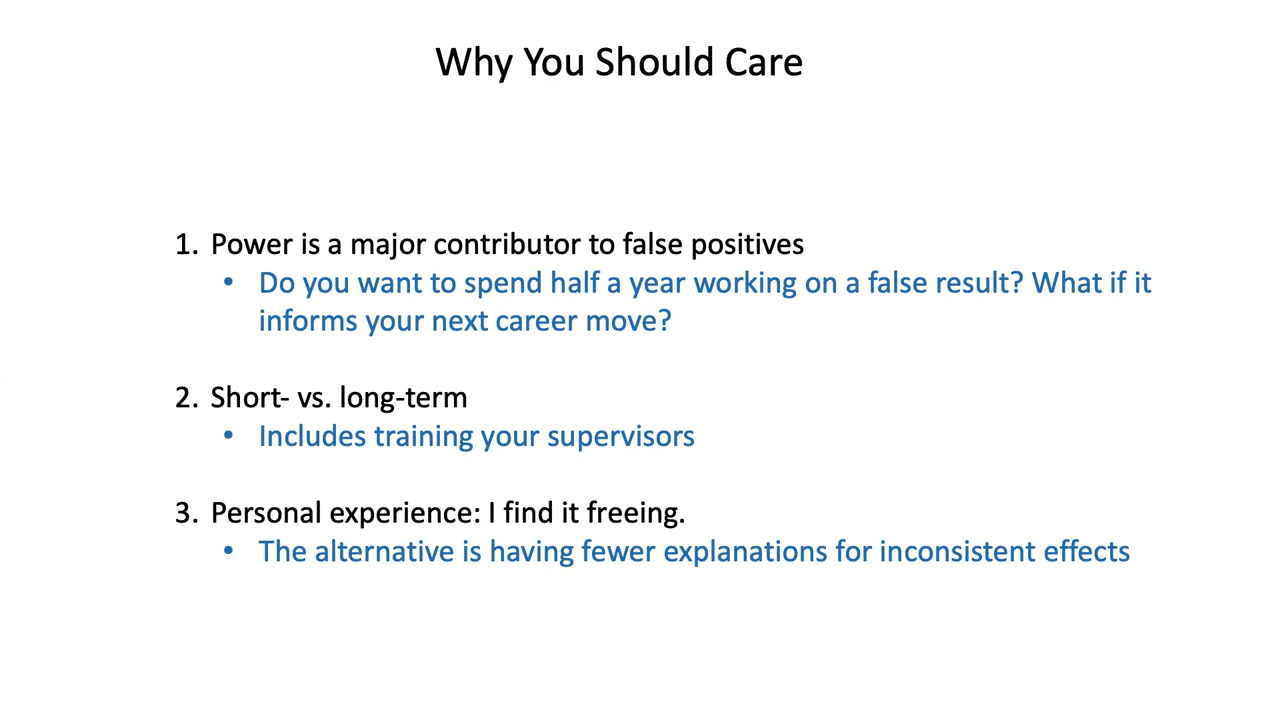 Why You Should Care
1. Power is a major contributor to false positives
• Do you want to spend half a year working on a false result? What if it
informs your next career move?
2. Short- vs. long-term
• Includes training your supervisors
3. Personal experience: I find it freeing.
• The alternative is having fewer explanations for inconsistent effects